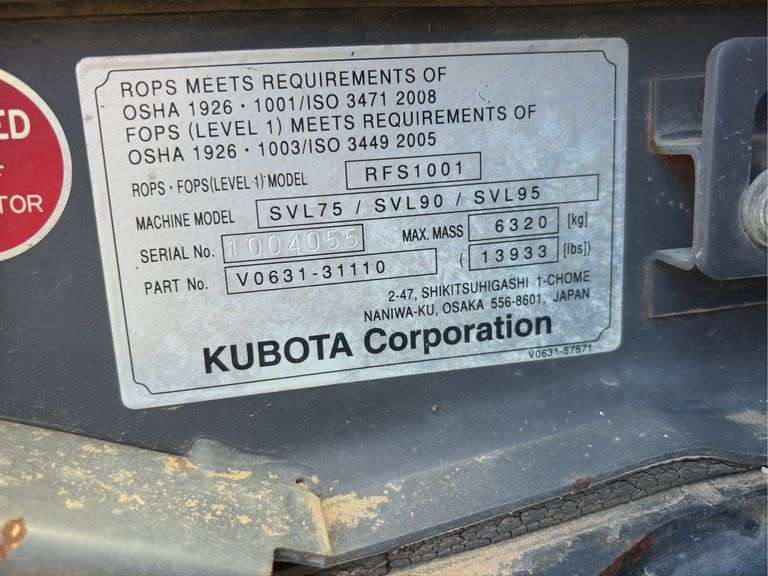 ED
TOR
ROPS MEETS REQUIREMENTS OF
OSHA 1926・1001/ISO 3471 2008
FOPS (LEVEL 1) MEETS REQUIREMENTS OF
OSHA 1926・1003/ISO 3449 2005
ROPS・FOPS(LEVEL 1) MODEL RFS1001
MACHINE MODEL SVL75 / SVL90 / SVL95
SERIAL No. 1004055 MAX. MASS 6320 [kg]
PART No. V0631-31110 ( 13933 [lbs])
2-47, SHIKITSUHIGASHI 1-CHOME
NANIWA-KU, OSAKA 556-8601, JAPAN
KUBOTA Corporation
V0631-57571